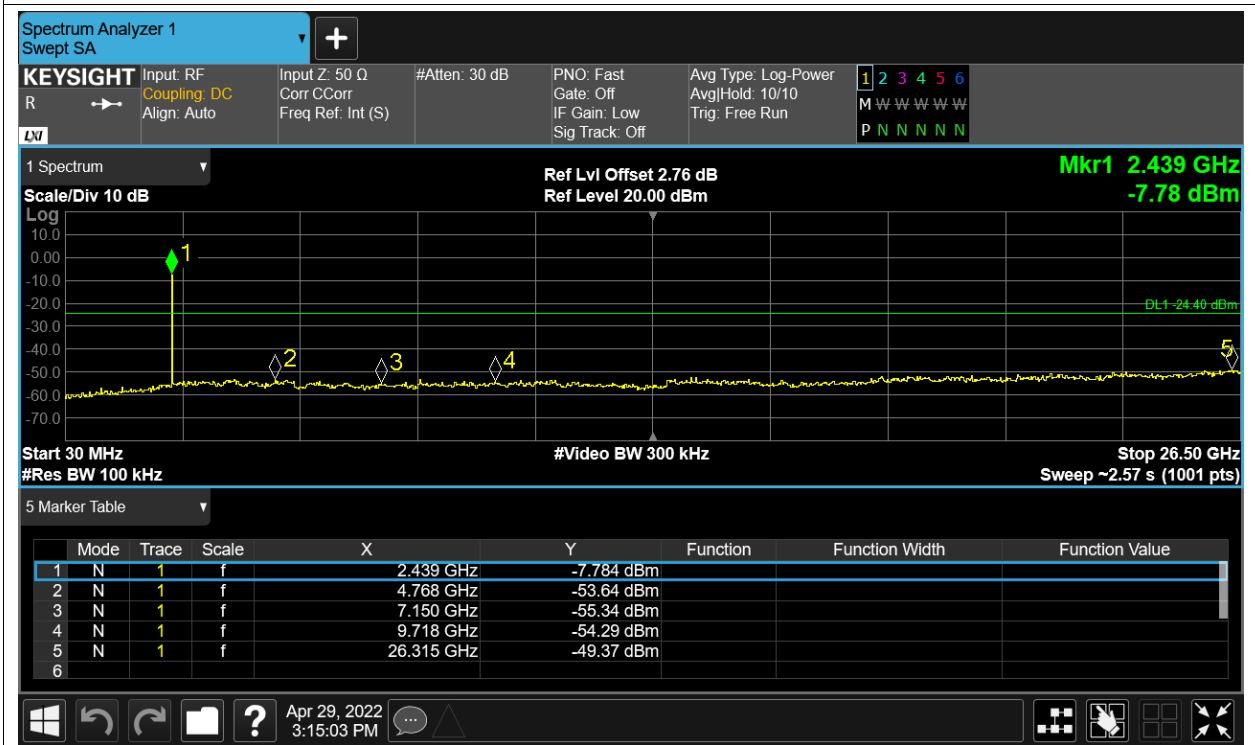 Spectrum Analyzer 1
Swept SA
KEYSIGHT
R
LXI
Input: RF
Coupling: DC
Align: Auto
Input Z: 50 Ω
Corr CCorr
Freq Ref: Int (S)
#Atten: 30 dB
PNO: Fast
Gate: Off
IF Gain: Low
Sig Track: Off
Avg Type: Log-Power
Avg|Hold: 10/10
Trig: Free Run
1 2 3 4 5 6
M W W W W W
P N N N N N
1 Spectrum
Scale/Div 10 dB
Ref Lvl Offset 2.76 dB
Ref Level 20.00 dBm
Mkr1 2.439 GHz
-7.78 dBm
Log
10.0
0.00
-10.0
-20.0
-30.0
-40.0
-50.0
-60.0
-70.0
1
2
3
4
5
DL1 -24.40 dBm
Start 30 MHz
#Res BW 100 kHz
#Video BW 300 kHz
Stop 26.50 GHz
Sweep ~2.57 s (1001 pts)
5 Marker Table
Mode Trace Scale X Y Function Function Width Function Value
1 N 1 f 2.439 GHz -7.784 dBm
2 N 1 f 4.768 GHz -53.64 dBm
3 N 1 f 7.150 GHz -55.34 dBm
4 N 1 f 9.718 GHz -54.29 dBm
5 N 1 f 26.315 GHz -49.37 dBm
6
?
Apr 29, 2022
3:15:03 PM